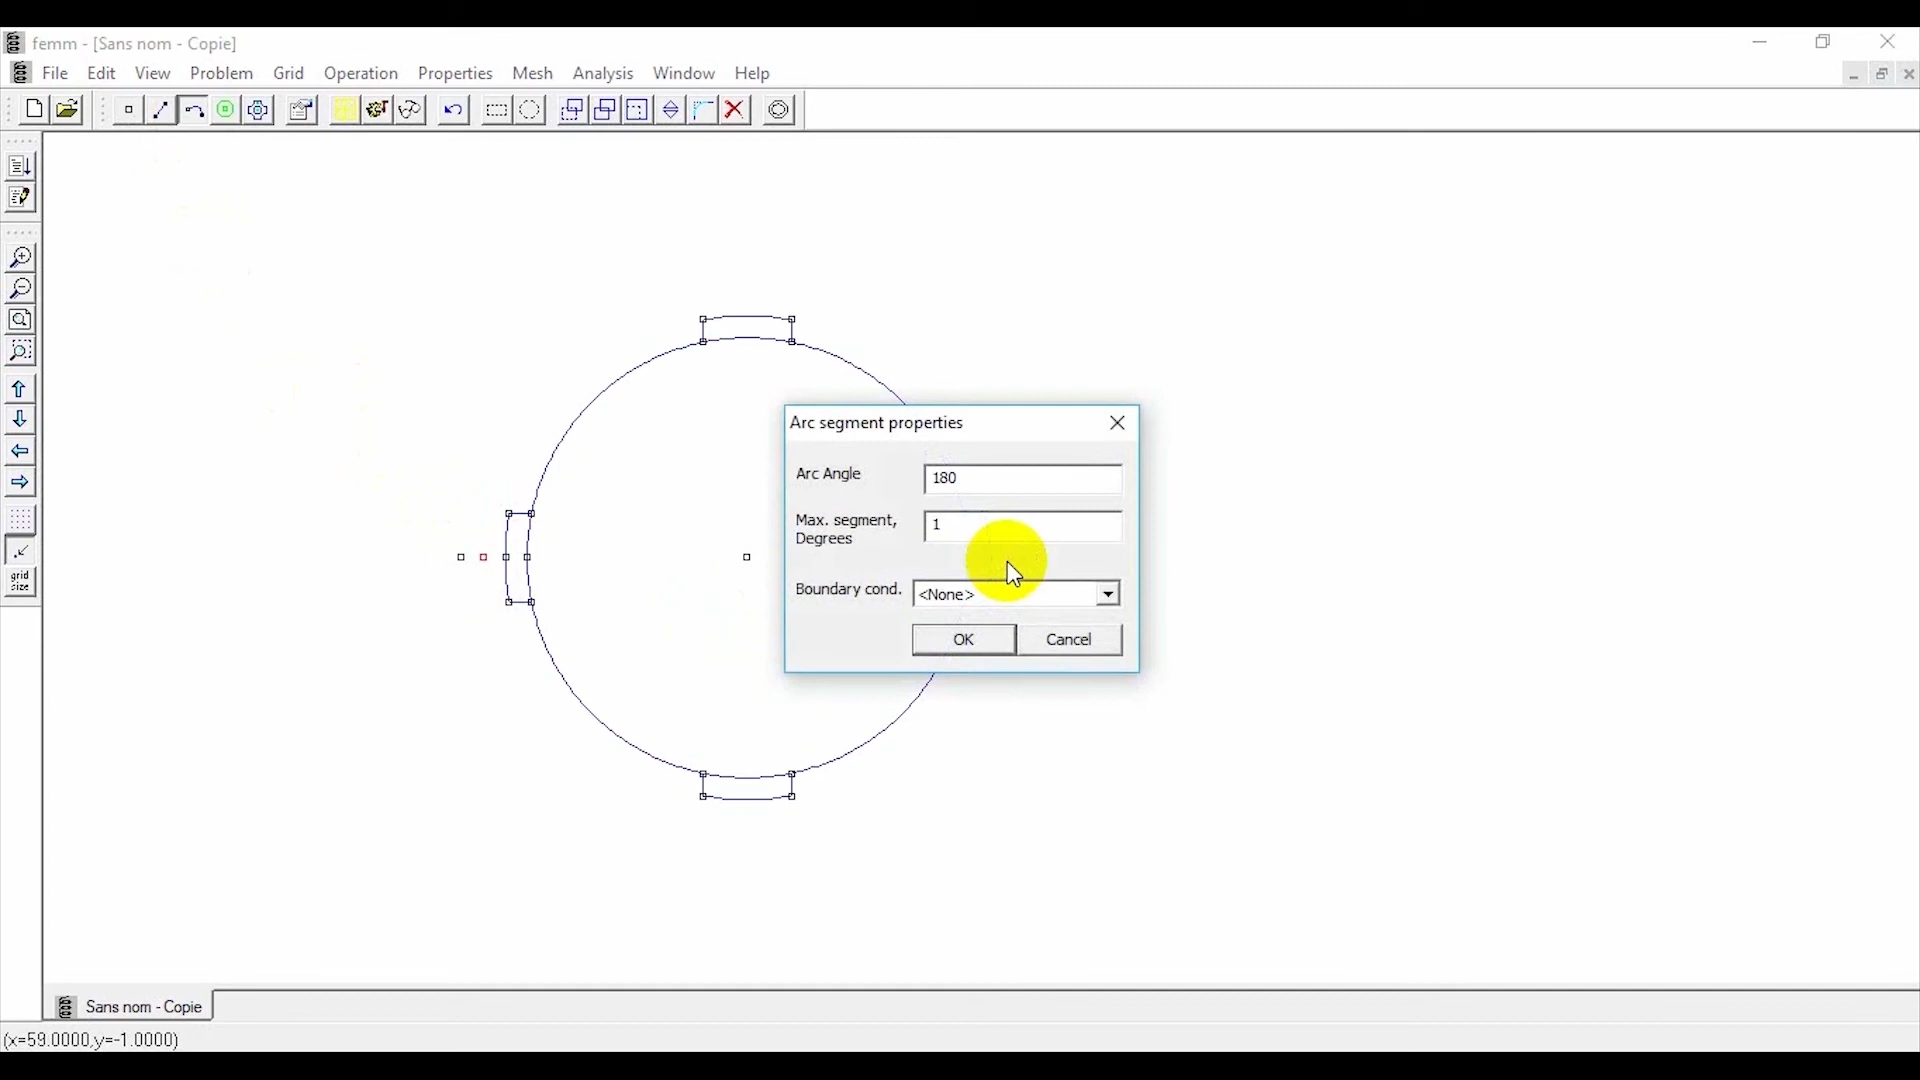 femm - [Sans nom - Copie]
File Edit View Problem Grid Operation Properties Mesh Analysis Window Help
Arc segment properties
Arc Angle 180
Max. segment, Degrees 1
Boundary cond. <None>
OK Cancel
grid
size
Sans nom - Copie
(x=59.0000,y=-1.0000)